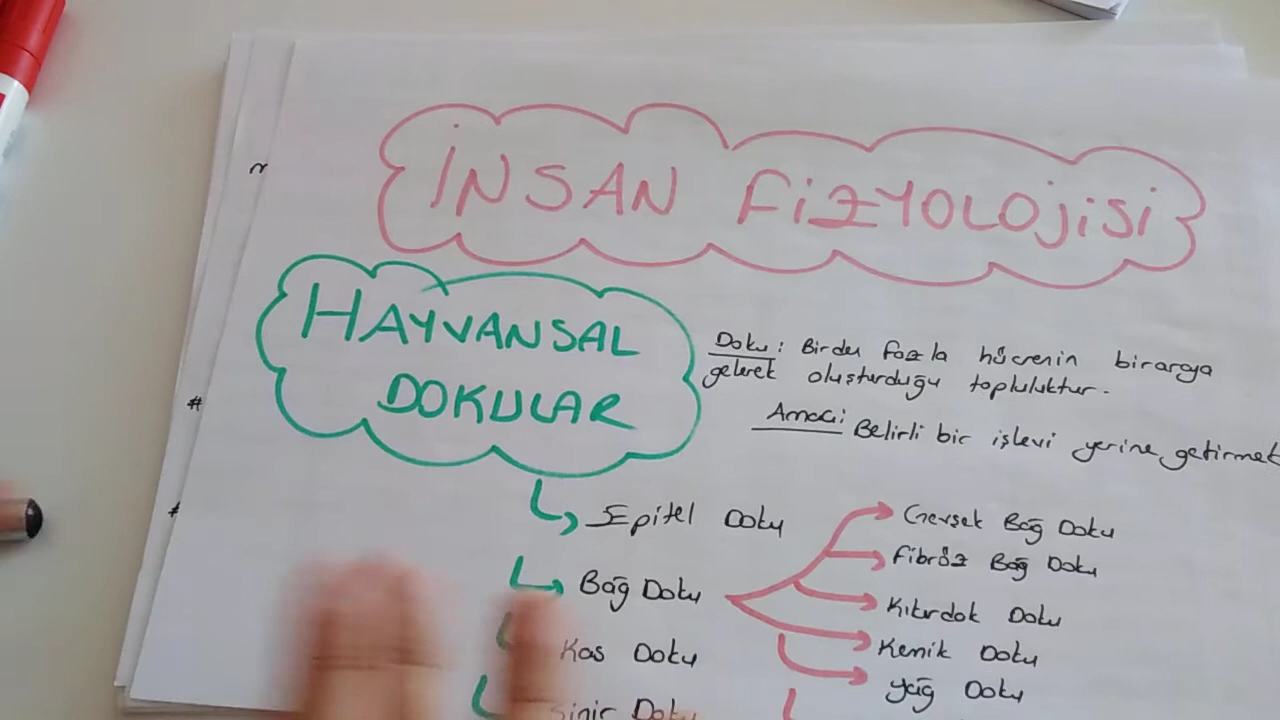 İNSAN FİZYOLOJİSİ
HAYVANSAL
DOKULAR
Doku: Birden fazla hücrenin biraraya
gelerek oluşturduğu topluluktur.
Amacı: Belirli bir işlevi yerine getirmek
Epitel Doku
Bağ Doku
Gevşek Bağ Doku
Fibröz Bağ Doku
Kıkırdak Doku
Kemik Doku
Yağ Doku
Kas Doku
Sinir Doku
#